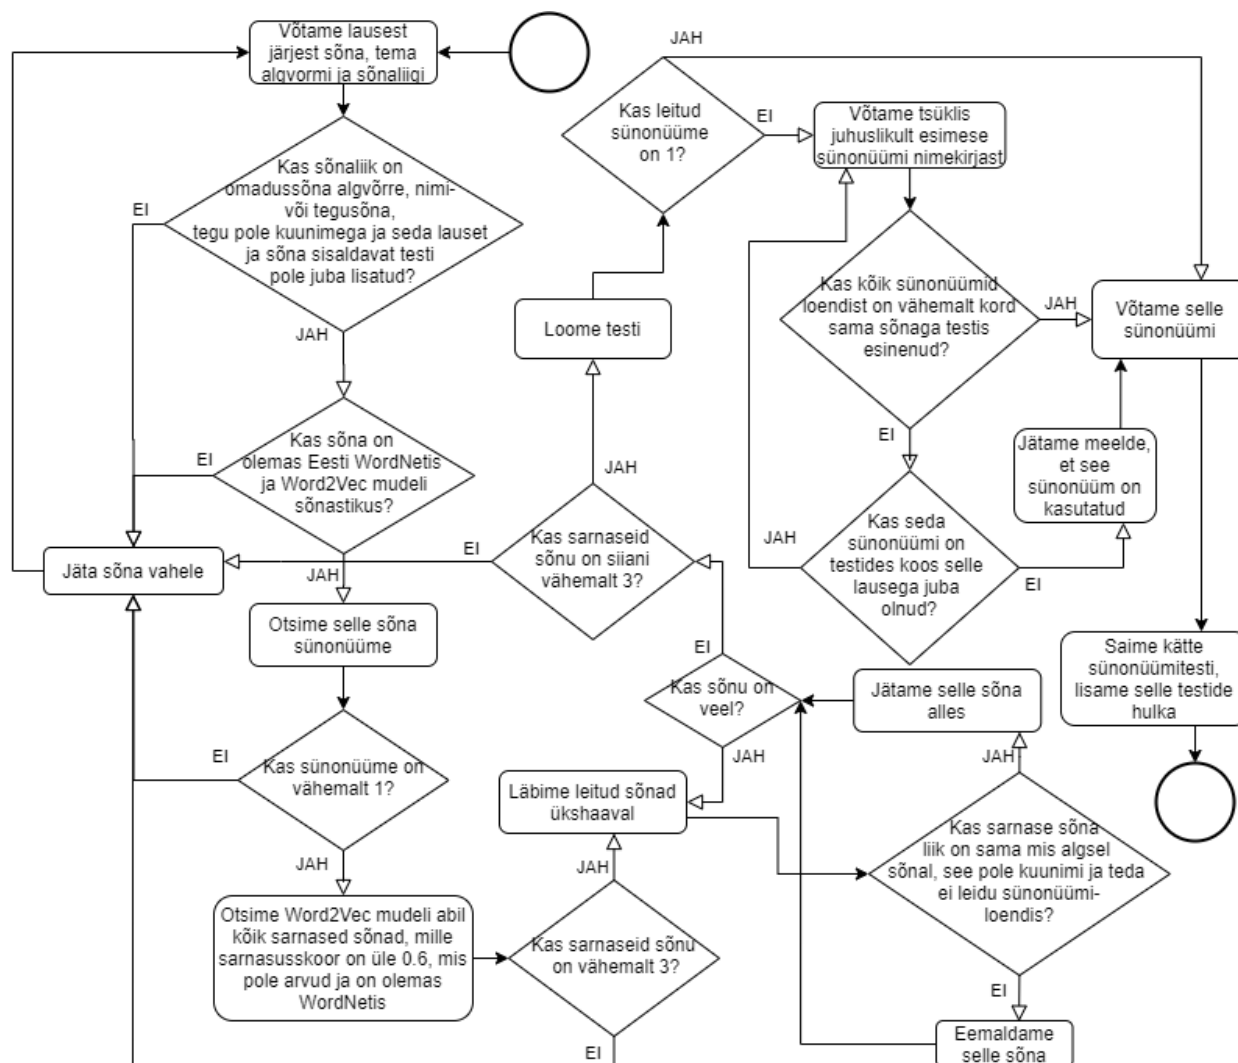 Võtame lausest
järjest sõna, tema
algvormi ja sõnaliigi
Kas sõnaliik on
omadussõna algvõrre, nimi-
või tegusõna,
tegu pole kuunimega ja seda lauset
ja sõna sisaldavat testi
pole juba lisatud?
EI
JAH
Kas sõna on
olemas Eesti WordNetis
ja Word2Vec mudeli
sõnastikus?
EI
JAH
Jäta sõna vahele
Otsime selle sõna
sünonüüme
Kas sünonüüme on
vähemalt 1?
EI
JAH
Otsime Word2Vec mudeli abil
kõik sarnased sõnad, mille
sarnasusskoor on üle 0.6, mis
pole arvud ja on olemas
WordNetis
Kas sarnaseid sõnu
on vähemalt 3?
JAH
EI
Läbime leitud sõnad
ükshaaval
Kas sarnase sõna
liik on sama mis algsel
sõnal, see pole kuunimi ja teda
ei leidu sünonüümi-
loendis?
JAH
EI
Jätame selle sõna
alles
Eemaldame
selle sõna
Kas sõnu on
veel?
EI
JAH
Kas sarnaseid
sõnu on siiani
vähemalt 3?
EI
JAH
Loome testi
Kas leitud
sünonüüme
on 1?
JAH
EI
Võtame tsüklis
juhuslikult esimese
sünonüümi nimekirjast
Kas kõik sünonüümid
loendist on vähemalt kord
sama sõnaga testis
esinenud?
JAH
EI
Kas seda
sünonüümi on
testides koos selle
lausega juba
olnud?
JAH
EI
Jätame meelde,
et see
sünonüüm on
kasutatud
Võtame selle
sünonüümi
Saime kätte
sünonüümitesti,
lisame selle testide
hulka